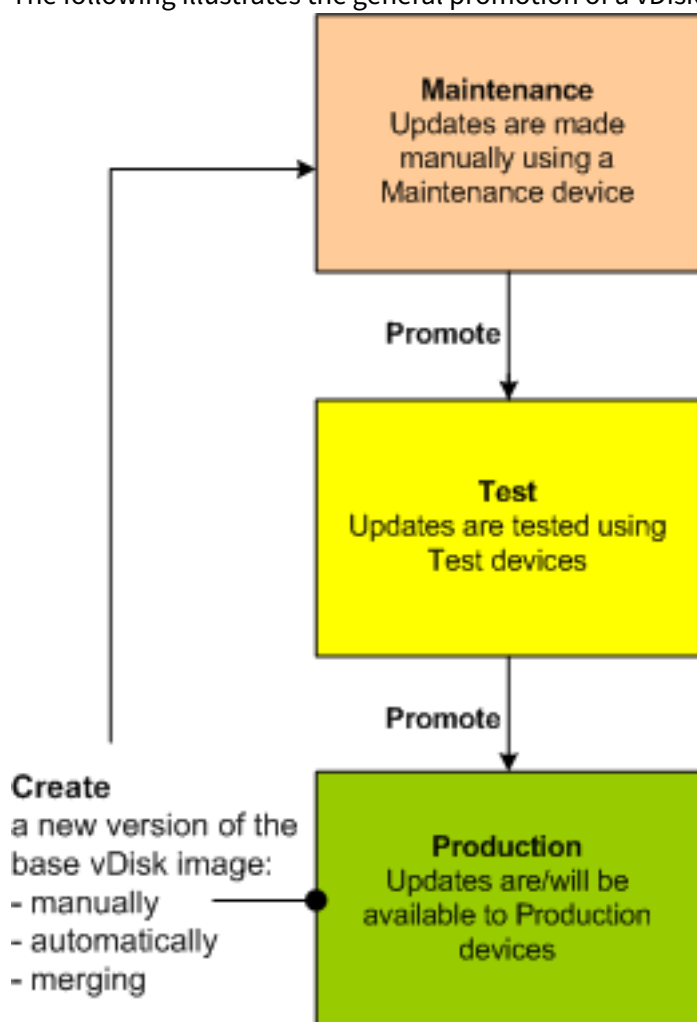 The following illustrates the general promotion of a vDisk
Maintenance
Updates are made
manually using a
Maintenance device
Promote
Test
Updates are tested using
Test devices
Promote
Create
a new version of the
base vDisk image:
- manually
- automatically
- merging
Production
Updates are/will be
available to Production
devices